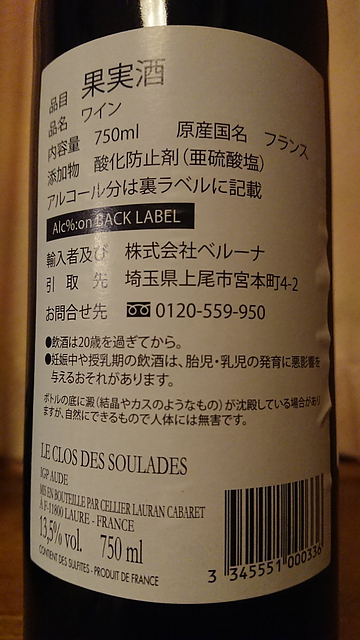 品目 果実酒
品名 ワイン
内容量 750ml 原産国名 フランス
添加物 酸化防止剤(亜硫酸塩)
アルコール分は裏ラベルに記載
Alc%:on BACK LABEL
輸入者及び 株式会社ベルーナ
引取先 埼玉県上尾市宮本町4-2
お問合せ先 0120-559-950
●飲酒は20歳を過ぎてから。
●妊娠中や授乳期の飲酒は、胎児・乳児の発育に悪影響を
与えるおそれがあります。
ボトルの底に澱(結晶やカスのようなもの)が沈殿している場合があり
ますが、自然にできるもので人体には無害です。
LE CLOS DES SOULADES
IGP AUDE
MIS EN BOUTEILLE PAR CELLIER LAURAN CABARET
À F-11800 LAURE - FRANCE
13,5% vol. 750 ml
CONTIENT DES SULFITES - PRODUIT DE FRANCE
3 345551 000336